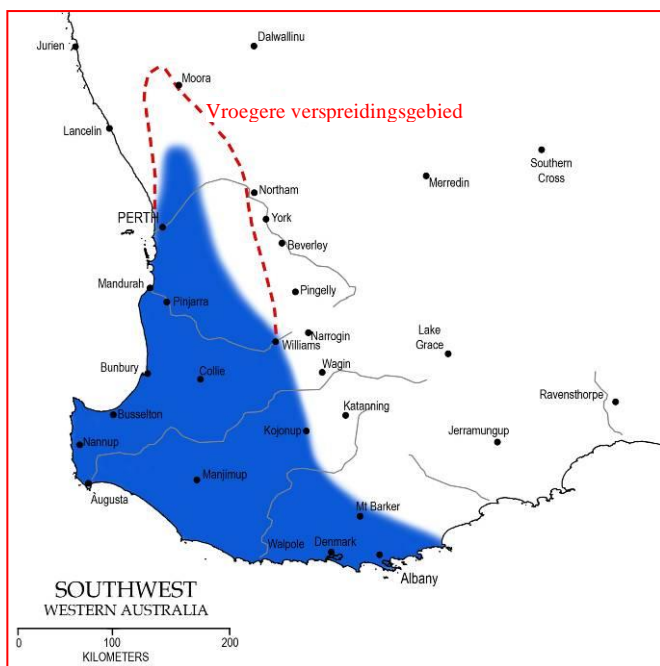 Dalwallinu
Jurien
Moora
Vroegere verspreidingsgebied
Lancelin
Southern
Cross
Merredin
Northam
PERTH
York
Beverley
Mandurah
Pinjarra
Pingelly
Narrogin
Williams
Lake
Grace
Bunbury
Collie
Wagin
Ravensthorpe
Busselton
Katanning
Nannup
Kojonup
Jerramungup
Manjimup
Augusta
Mt Barker
Walpole
Denmark
Albany
SOUTHWEST
WESTERN AUSTRALIA
0 100 200
KILOMETERS